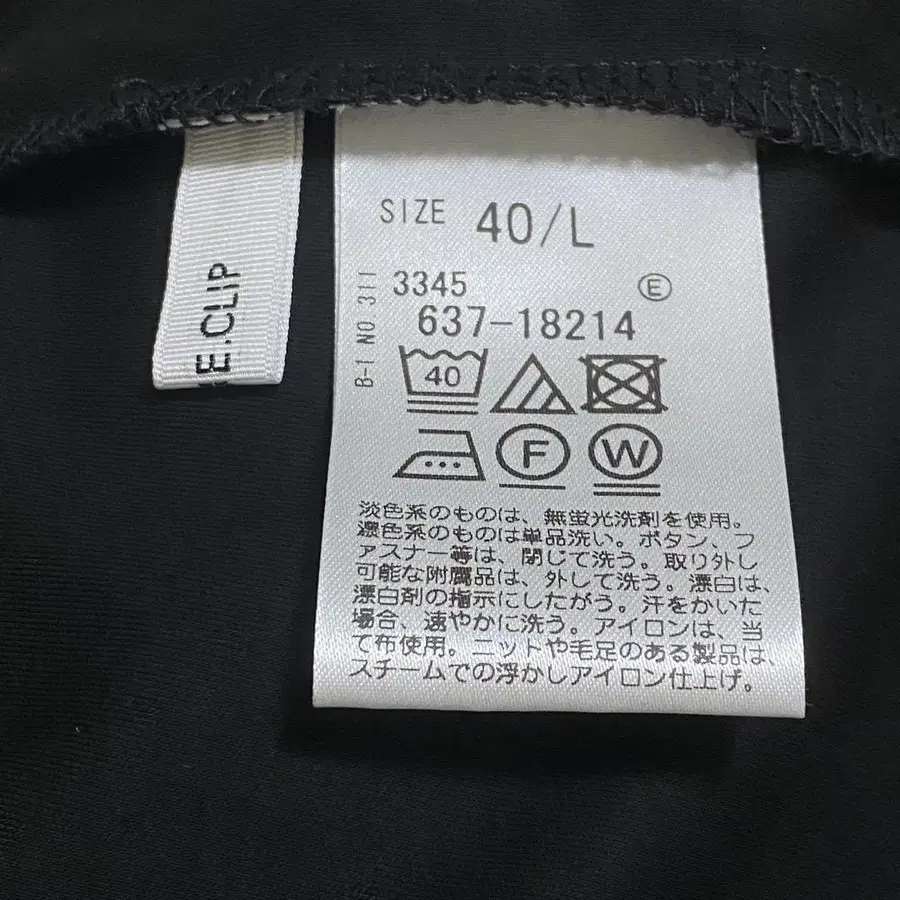 E.CLIP
SIZE 40/L
B-1 NO 311
3345
E
637-18214
40
F W
淡色系のものは、無蛍光洗剤を使用。
濃色系のものは単品洗い。ボタン、フ
ァスナー等は、閉じて洗う。取り外し
可能な附属品は、外して洗う。漂白は、
漂白剤の指示にしたがう。汗をかいた
場合、速やかに洗う。アイロンは、当
て布使用。ニットや毛足のある製品は、
スチームでの浮かしアイロン仕上げ。